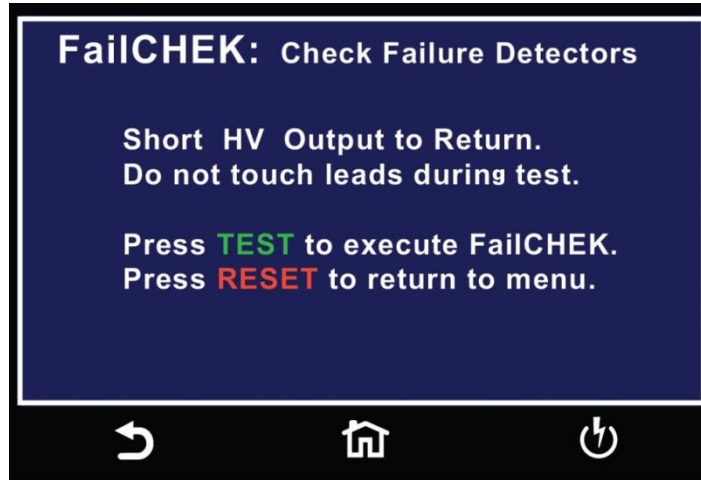 FailCHEK: Check Failure Detectors
Short HV Output to Return.
Do not touch leads during test.
Press TEST to execute FailCHEK.
Press RESET to return to menu.